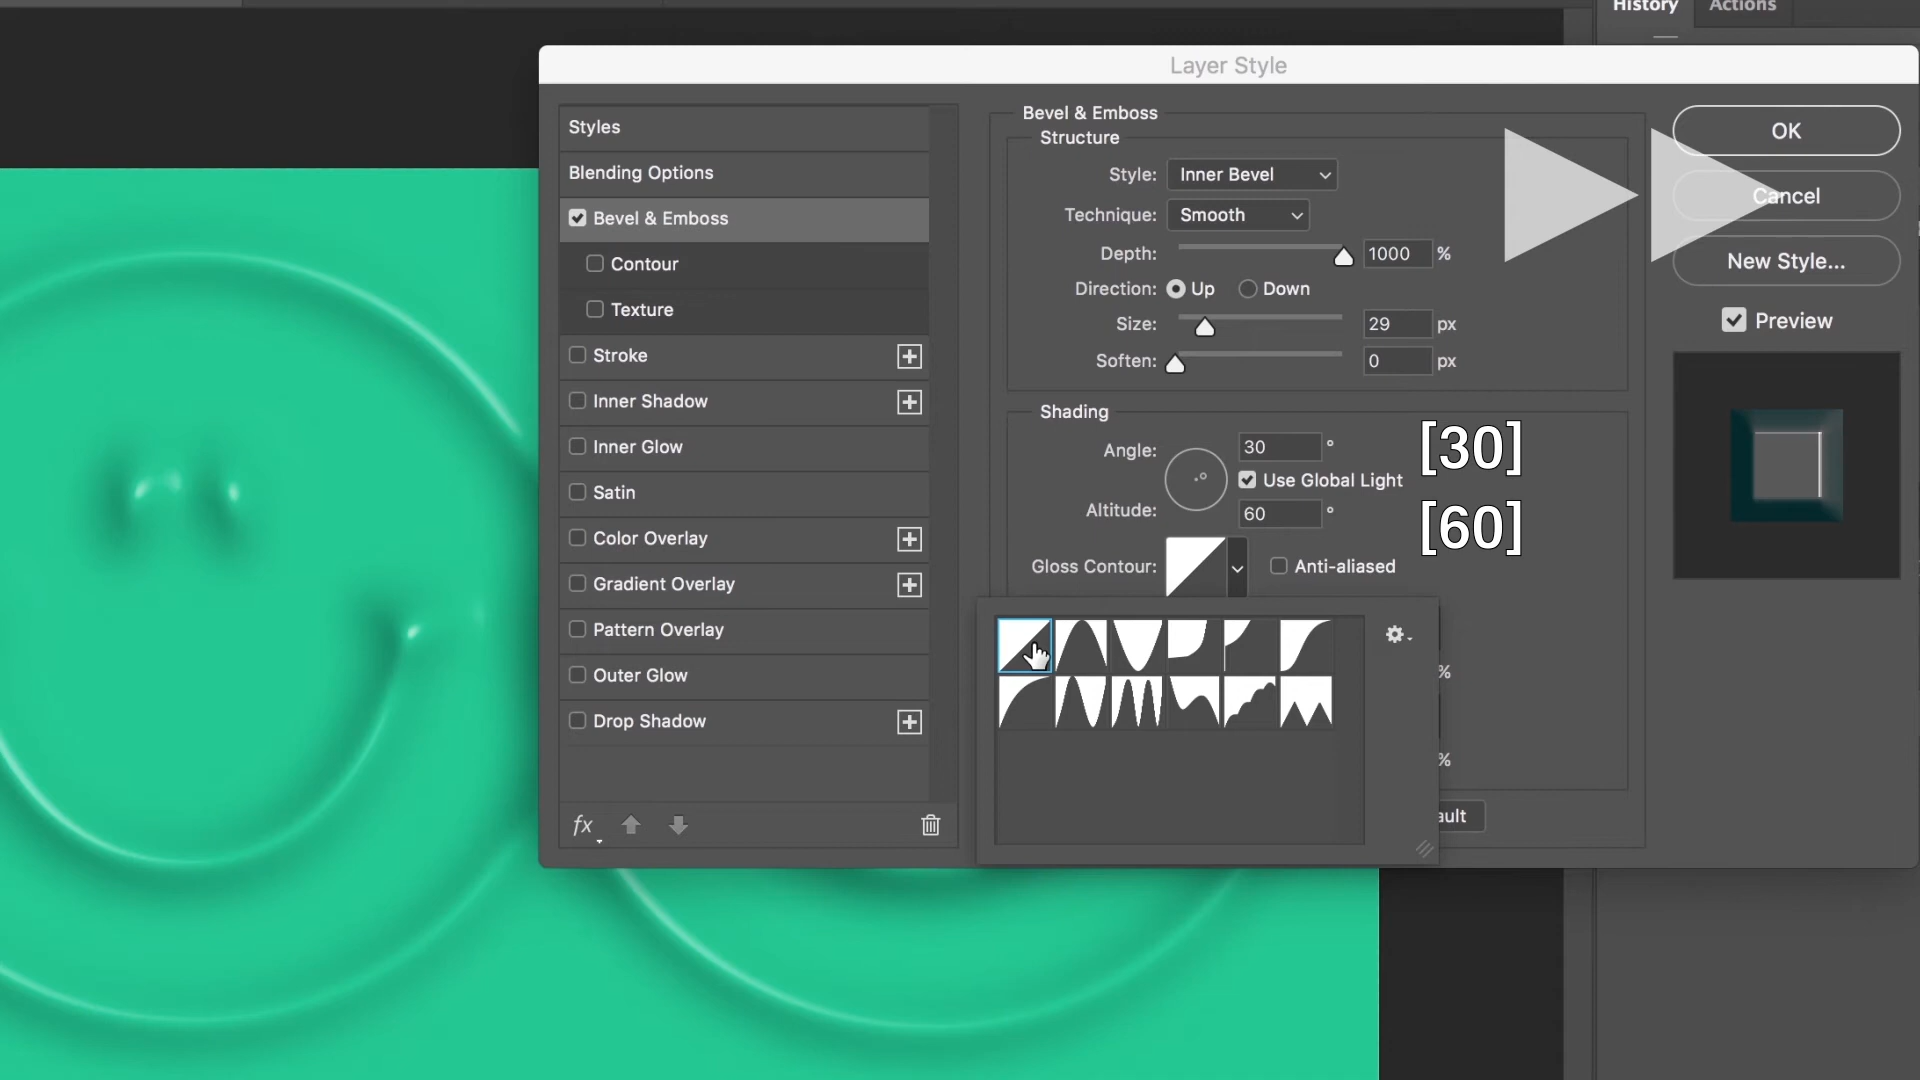 History Actions
Layer Style
Styles
Blending Options
Bevel & Emboss
Contour
Texture
Stroke
Inner Shadow
Inner Glow
Satin
Color Overlay
Gradient Overlay
Pattern Overlay
Outer Glow
Drop Shadow
fx
Bevel & Emboss
Structure
Style: Inner Bevel
Technique: Smooth
Depth: 1000 %
Direction: Up Down
Size: 29 px
Soften: 0 px
Shading
Angle: 30 °
Use Global Light
Altitude: 60 °
[30]
[60]
Gloss Contour: Anti-aliased
%
%
ault
OK
Cancel
New Style...
Preview